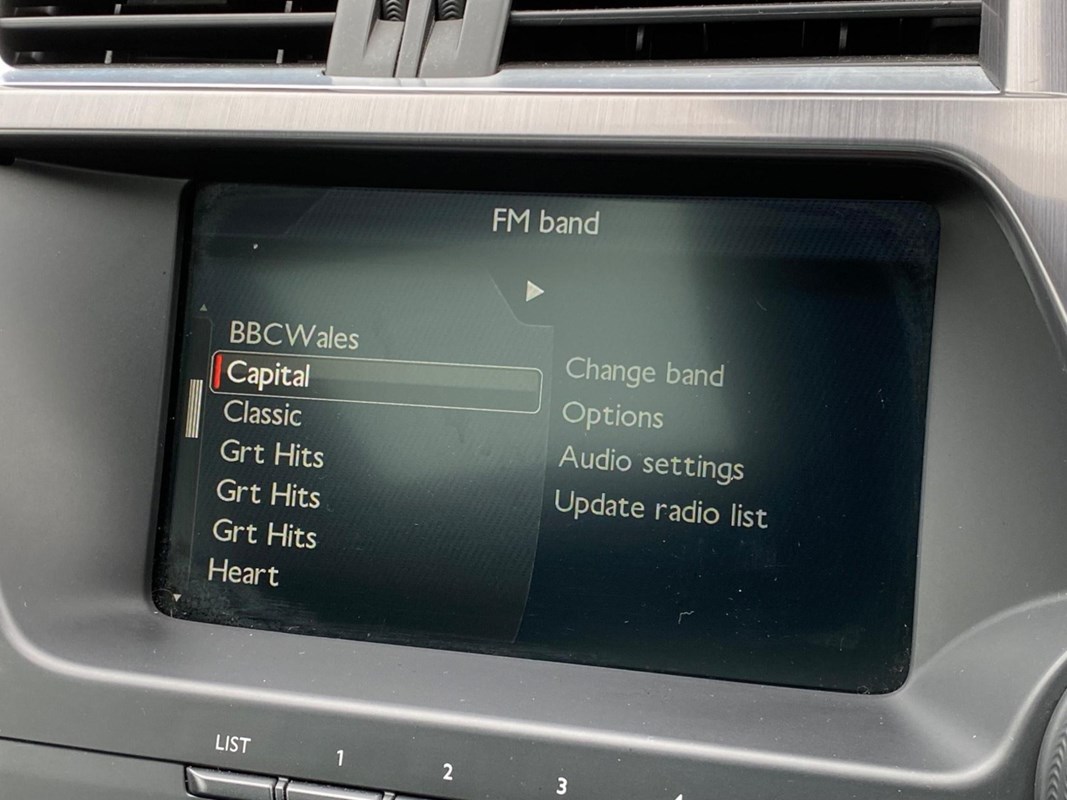 FM band
BBCWales
Capital
Classic
Grt Hits
Grt Hits
Grt Hits
Heart
Change band
Options
Audio settings
Update radio list
LIST
1
2
3